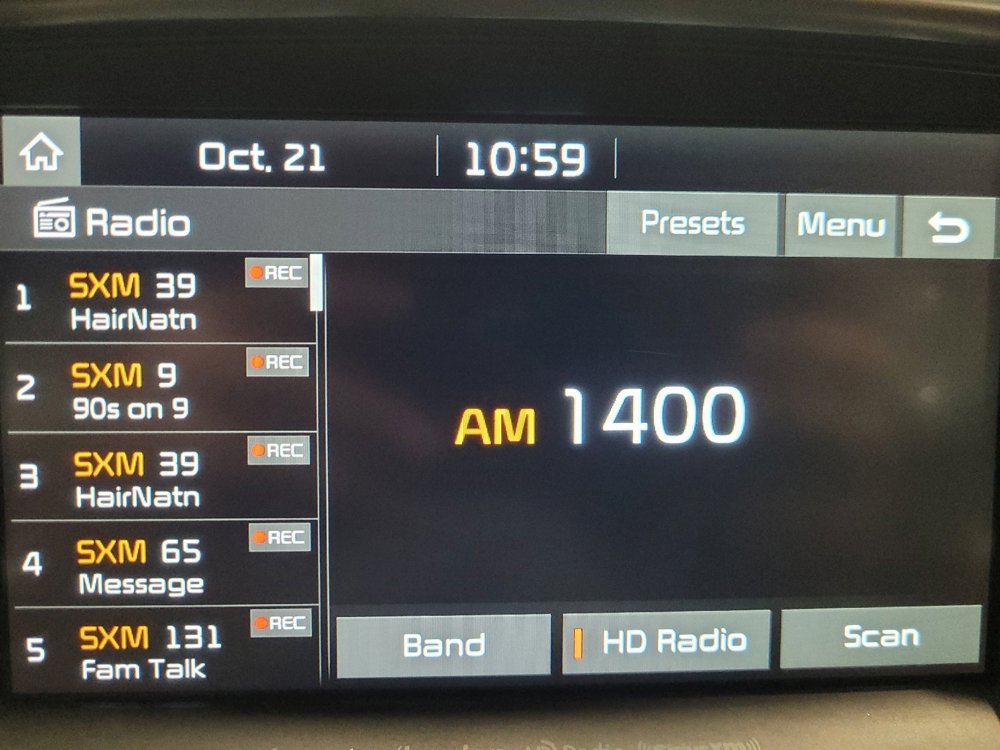 Oct. 21 10:59
Radio Presets Menu
1 SXM 39 REC
HairNatn
2 SXM 9 REC
90s on 9
3 SXM 39 REC
HairNatn
4 SXM 65 REC
Message
5 SXM 131 REC
Fam Talk
AM 1400
Band HD Radio Scan